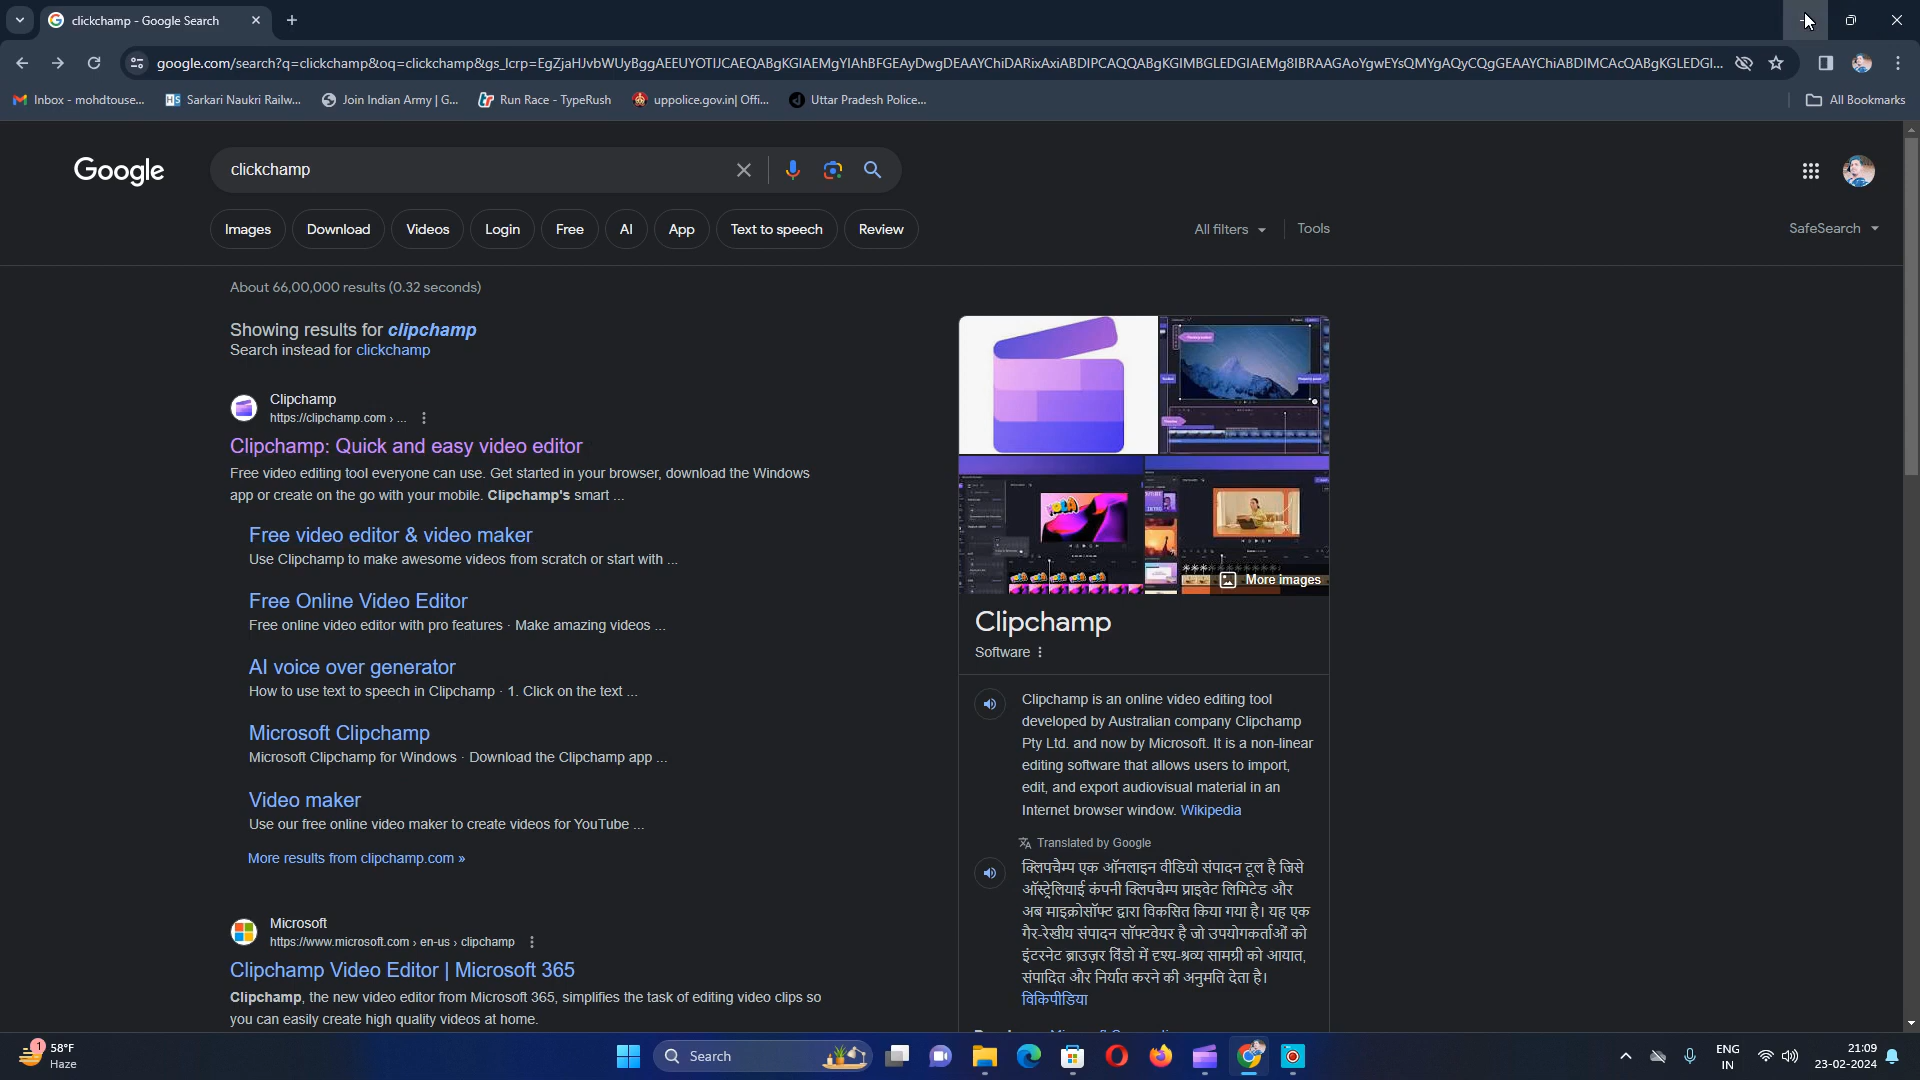 clickchamp - Google Search
google.com/search?q=clickchamp&oq=clickchamp&gs_lcrp=EgZjaHJvbWUyBggAEEUYOTIJCAEQABgKGIAEMgYIAhBFGEAyDwgDEAAYChiDARixAxiABDIPCAQQABgKGIMBGLEDGIAEMg8IBRAAGAoYgwEYsQMYgAQyCQgGEAAYChiABDIMCAcQABgKGLEDGI...
Inbox - mohdtouse...
Sarkari Naukri Railw...
Join Indian Army | G...
Run Race - TypeRush
uppolice.gov.in| Offi...
Uttar Pradesh Police...
All Bookmarks
Google
clickchamp
Images
Download
Videos
Login
Free
AI
App
Text to speech
Review
All filters
Tools
SafeSearch
About 66,00,000 results (0.32 seconds)
Showing results for clipchamp
Search instead for clickchamp
Clipchamp
https://clipchamp.com › ...
Clipchamp: Quick and easy video editor
Free video editing tool everyone can use. Get started in your browser, download the Windows
app or create on the go with your mobile. Clipchamp's smart ...
Free video editor & video maker
Use Clipchamp to make awesome videos from scratch or start with ...
Free Online Video Editor
Free online video editor with pro features · Make amazing videos ...
AI voice over generator
How to use text to speech in Clipchamp · 1. Click on the text ...
Microsoft Clipchamp
Microsoft Clipchamp for Windows · Download the Clipchamp app ...
Video maker
Use our free online video maker to create videos for YouTube ...
More results from clipchamp.com »
Microsoft
https://www.microsoft.com › en-us › clipchamp
Clipchamp Video Editor | Microsoft 365
Clipchamp, the new video editor from Microsoft 365, simplifies the task of editing video clips so
you can easily create high quality videos at home.
More images
Clipchamp
Software
Clipchamp is an online video editing tool
developed by Australian company Clipchamp
Pty Ltd. and now by Microsoft. It is a non-linear
editing software that allows users to import,
edit, and export audiovisual material in an
Internet browser window. Wikipedia
Translated by Google
क्लिपचैम्प एक ऑनलाइन वीडियो संपादन टूल है जिसे
ऑस्ट्रेलियाई कंपनी क्लिपचैम्प प्राइवेट लिमिटेड और
अब माइक्रोसॉफ्ट द्वारा विकसित किया गया है। यह एक
गैर-रेखीय संपादन सॉफ्टवेयर है जो उपयोगकर्ताओं को
इंटरनेट ब्राउज़र विंडो में दृश्य-श्रव्य सामग्री को आयात,
संपादित और निर्यात करने की अनुमति देता है।
विकिपीडिया
1
58°F
Haze
Search
ENG
IN
21:09
23-02-2024